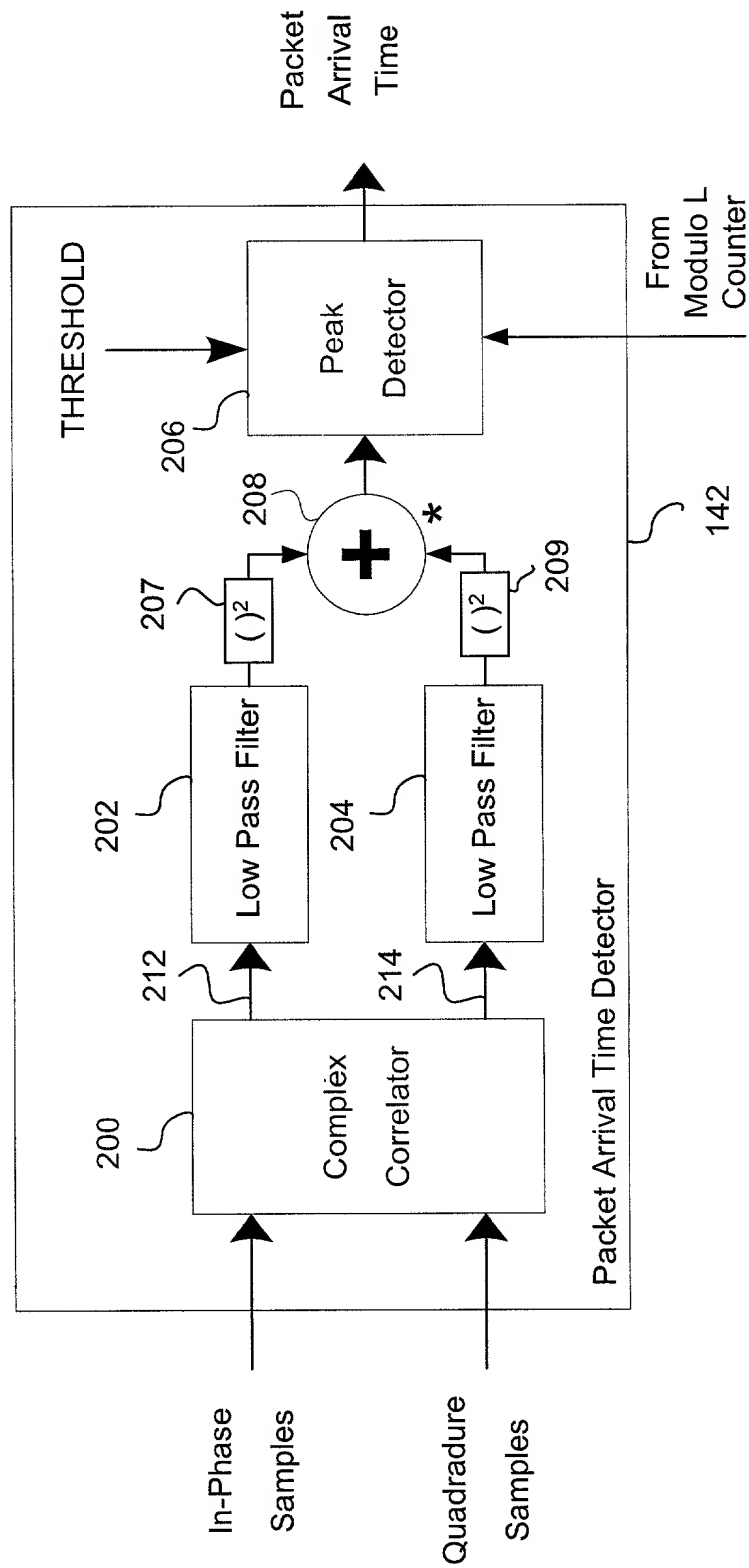 In-Phase
Samples
Quadradure
Samples
200
Complex
Correlator
212
214
202
Low Pass Filter
204
Low Pass Filter
207
( )²
209
( )²
208
+
*
THRESHOLD
206
Peak
Detector
Packet
Arrival
Time
From
Modulo L
Counter
142
Packet Arrival Time Detector